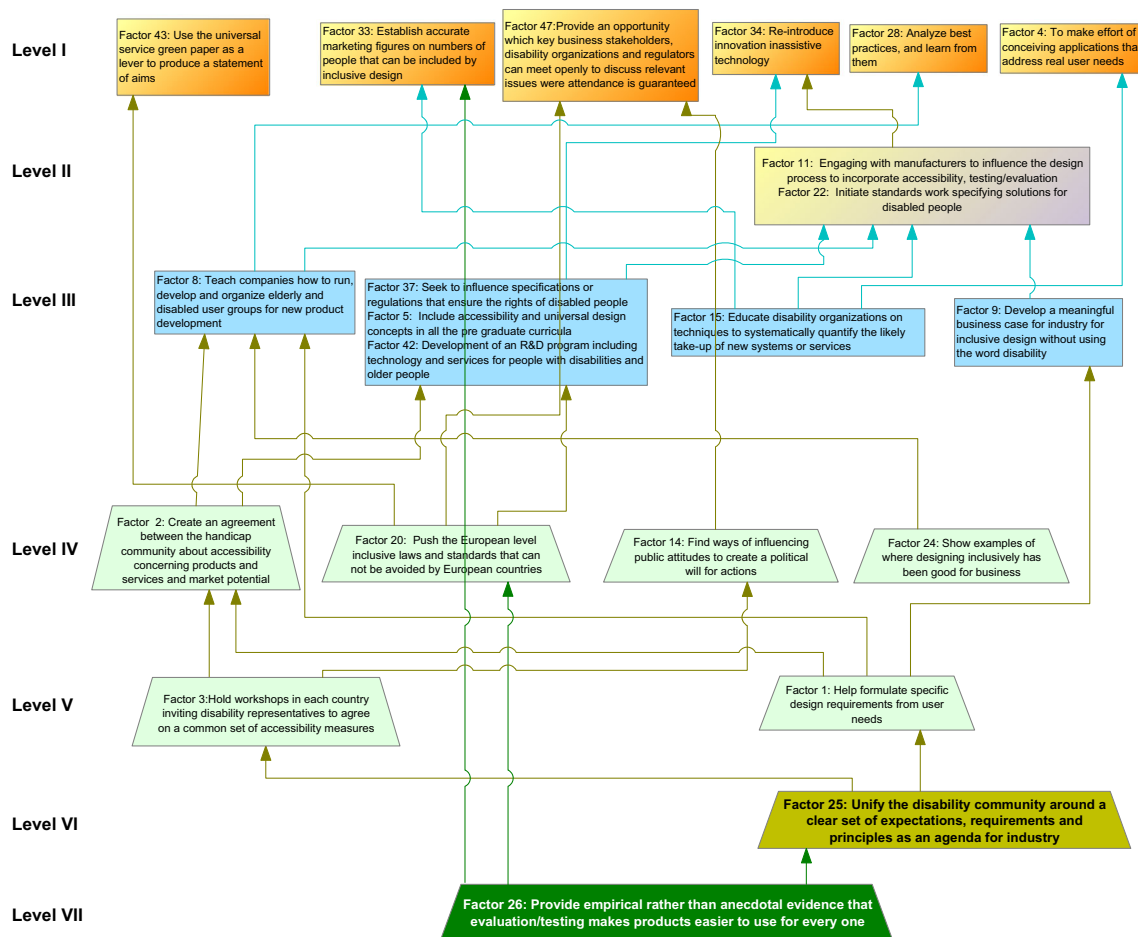 Level I
Factor 43: Use the universal
service green paper as a
lever to produce a statement
of aims
Factor 33: Establish accurate
marketing figures on numbers of
people that can be included by
inclusive design
Factor 47:Provide an opportunity
which key business stakeholders,
disability organizations and regulators
can meet openly to discuss relevant
issues were attendance is guaranteed
Factor 34: Re-introduce
innovation inassistive
technology
Factor 28: Analyze best
practices, and learn from
them
Factor 4: To make effort of
conceiving applications that
address real user needs
Level II
Factor 11: Engaging with manufacturers to influence the design
process to incorporate accessibility, testing/evaluation
Factor 22: Initiate standards work specifying solutions for
disabled people
Level III
Factor 8: Teach companies how to run,
develop and organize elderly and
disabled user groups for new product
development
Factor 37: Seek to influence specifications or
regulations that ensure the rights of disabled people
Factor 5: Include accessibility and universal design
concepts in all the pre graduate curricula
Factor 42: Development of an R&D program including
technology and services for people with disabilities and
older people
Factor 15: Educate disability organizations on
techniques to systematically quantify the likely
take-up of new systems or services
Factor 9: Develop a meaningful
business case for industry for
inclusive design without using
the word disability
Level IV
Factor 2: Create an agreement
between the handicap
community about accessibility
concerning products and
services and market potential
Factor 20: Push the European level
inclusive laws and standards that can
not be avoided by European countries
Factor 14: Find ways of influencing
public attitudes to create a political
will for actions
Factor 24: Show examples of
where designing inclusively has
been good for business
Level V
Factor 3:Hold workshops in each country
inviting disability representatives to agree
on a common set of accessibility measures
Factor 1: Help formulate specific
design requirements from user
needs
Level VI
Factor 25: Unify the disability community around a
clear set of expectations, requirements and
principles as an agenda for industry
Level VII
Factor 26: Provide empirical rather than anecdotal evidence that
evaluation/testing makes products easier to use for every one